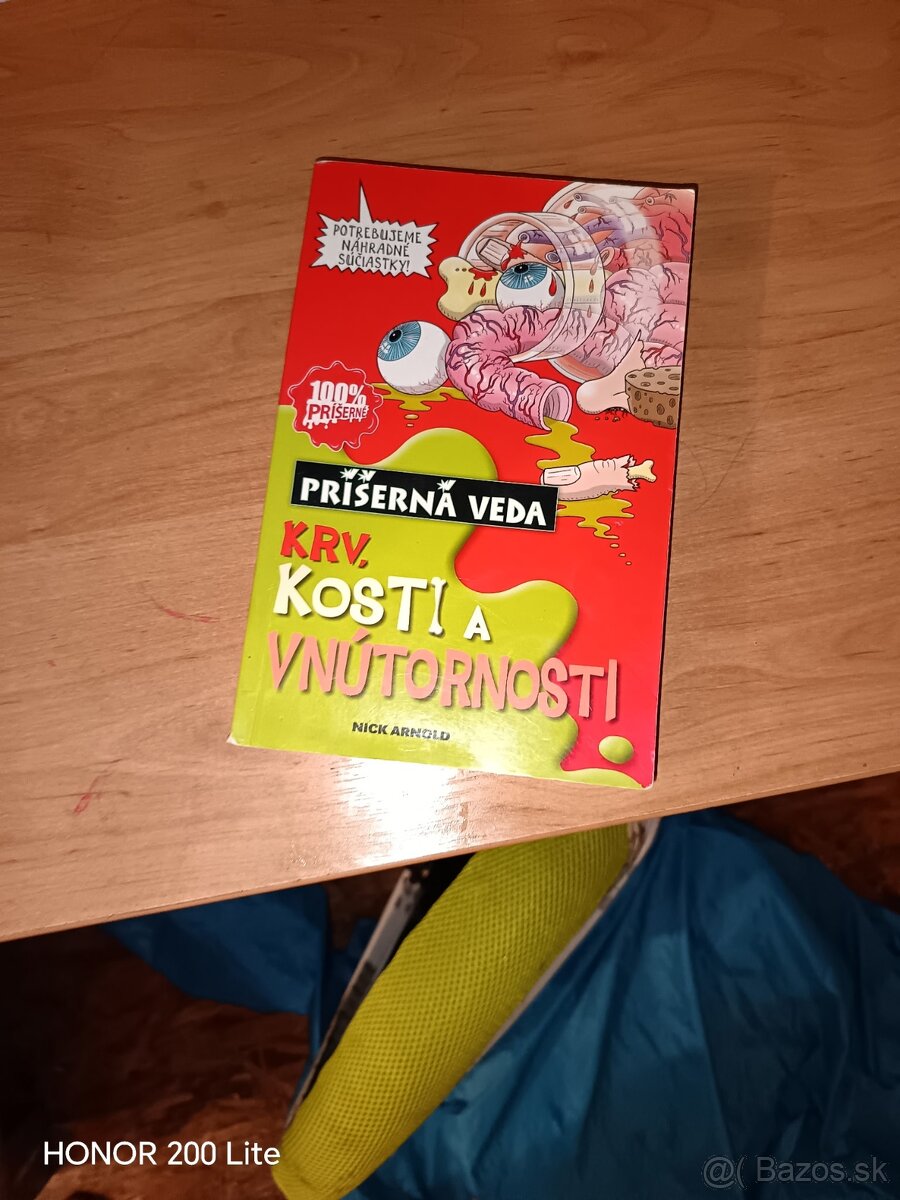 POTREBUJEME
NÁHRADNÉ
SÚČIASTKY!
100%
PRÍŠERNÉ
PRÍŠERNÁ VEDA
KRV,
KOSTI A
VNÚTORNOSTI
NICK ARNOLD
HONOR 200 Lite
@( Bazos.sk